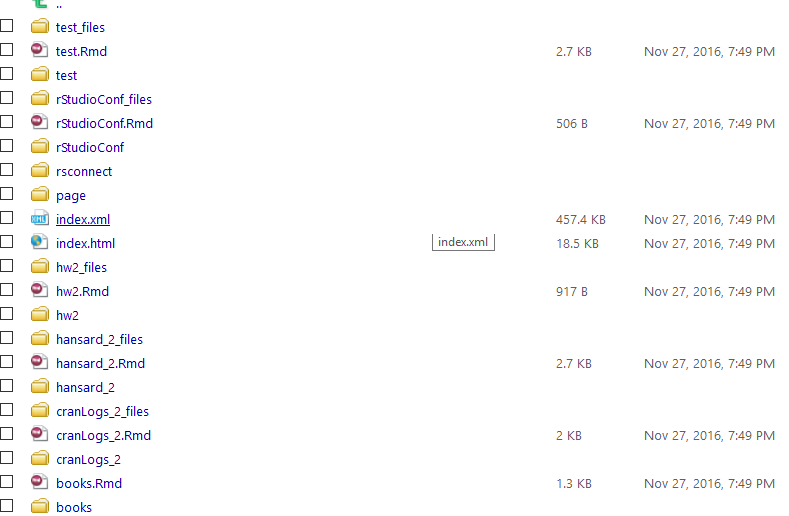 ..
test_files
test.Rmd 2.7 KB Nov 27, 2016, 7:49 PM
test
rStudioConf_files
rStudioConf.Rmd 506 B Nov 27, 2016, 7:49 PM
rStudioConf
rsconnect
page
index.xml 457.4 KB Nov 27, 2016, 7:49 PM
index.html index.xml 18.5 KB Nov 27, 2016, 7:49 PM
hw2_files
hw2.Rmd 917 B Nov 27, 2016, 7:49 PM
hw2
hansard_2_files
hansard_2.Rmd 2.7 KB Nov 27, 2016, 7:49 PM
hansard_2
cranLogs_2_files
cranLogs_2.Rmd 2 KB Nov 27, 2016, 7:49 PM
cranLogs_2
books.Rmd 1.3 KB Nov 27, 2016, 7:49 PM
books